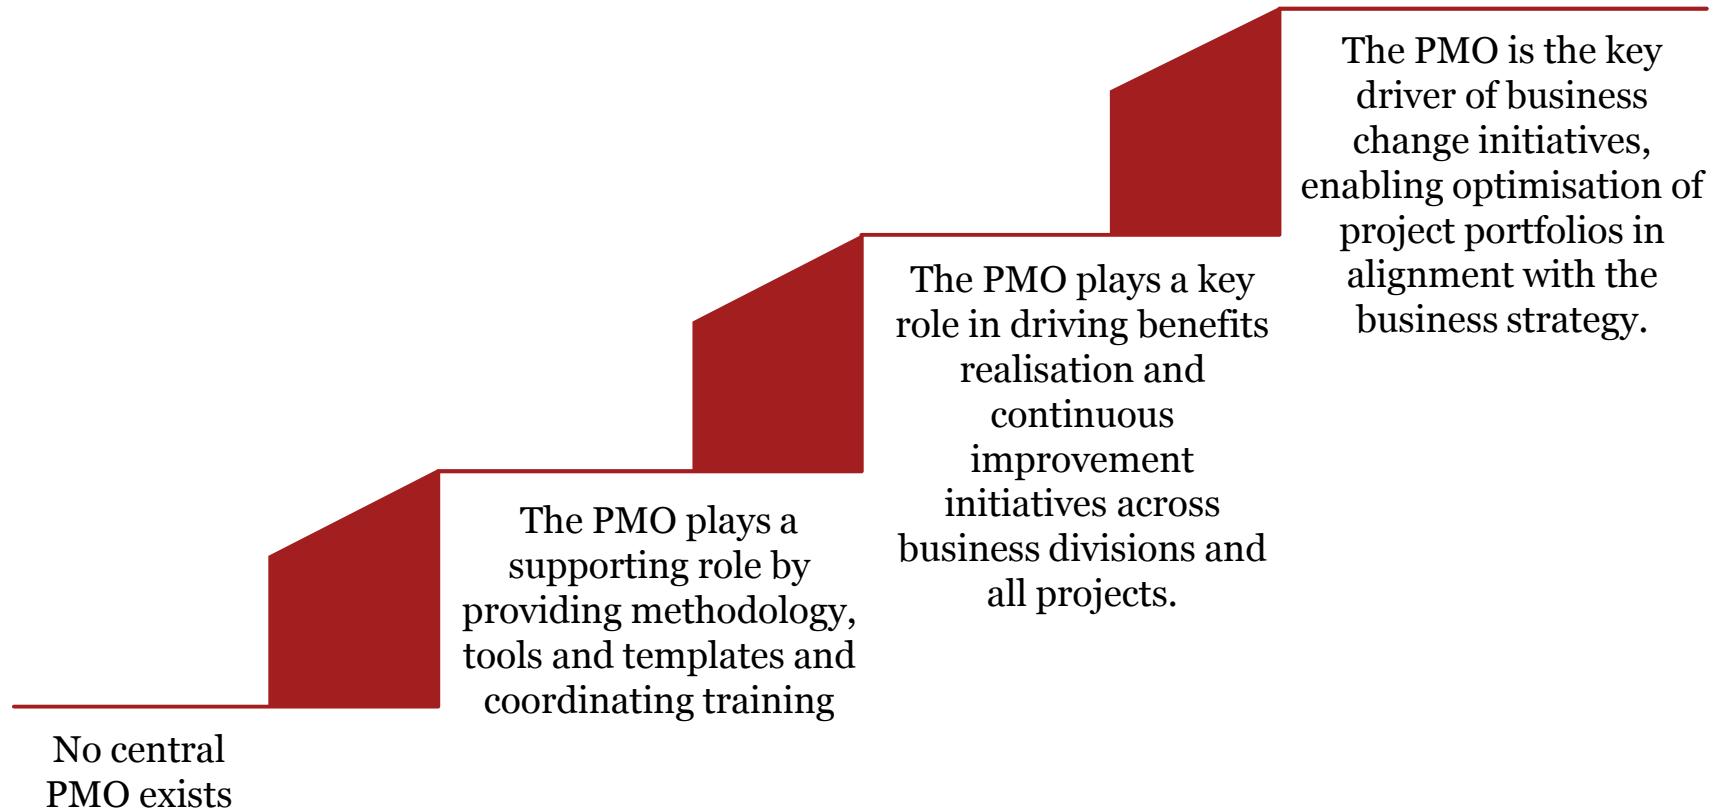 No central
PMO exists
The PMO plays a
supporting role by
providing methodology,
tools and templates and
coordinating training
The PMO plays a key
role in driving benefits
realisation and
continuous
improvement
initiatives across
business divisions and
all projects.
The PMO is the key
driver of business
change initiatives,
enabling optimisation of
project portfolios in
alignment with the
business strategy.